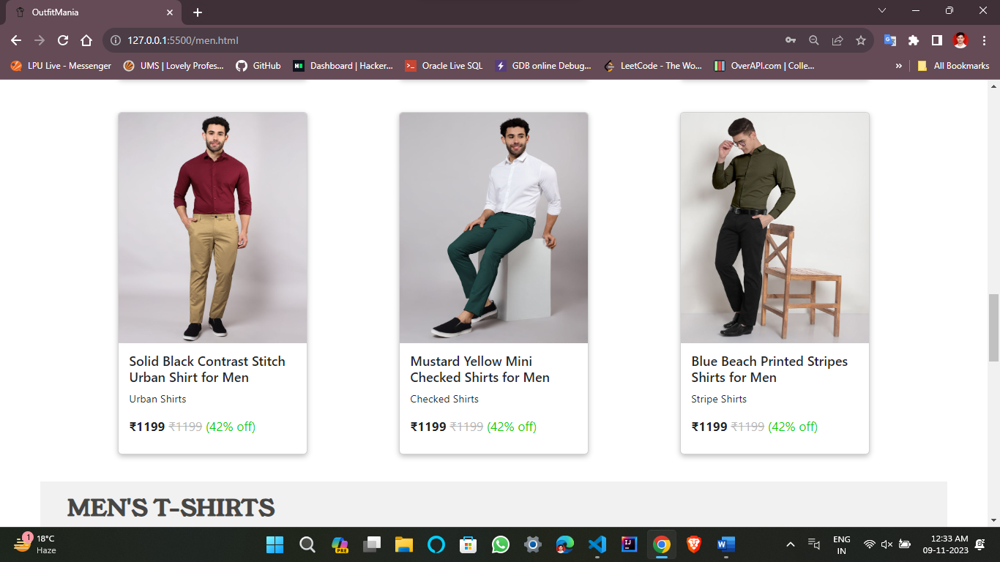 OutfitMania
127.0.0.1:5500/men.html
LPU Live - Messenger
UMS | Lovely Profes...
GitHub
Dashboard | Hacker...
Oracle Live SQL
GDB online Debug...
LeetCode - The Wo...
OverAPI.com | Colle...
»
All Bookmarks
Solid Black Contrast Stitch
Urban Shirt for Men
Urban Shirts
₹1199 ₹1199 (42% off)
Mustard Yellow Mini
Checked Shirts for Men
Checked Shirts
₹1199 ₹1199 (42% off)
Blue Beach Printed Stripes
Shirts for Men
Stripe Shirts
₹1199 ₹1199 (42% off)
MEN'S T-SHIRTS
1
18°C
Haze
PRE
ENG
IN
12:33 AM
09-11-2023